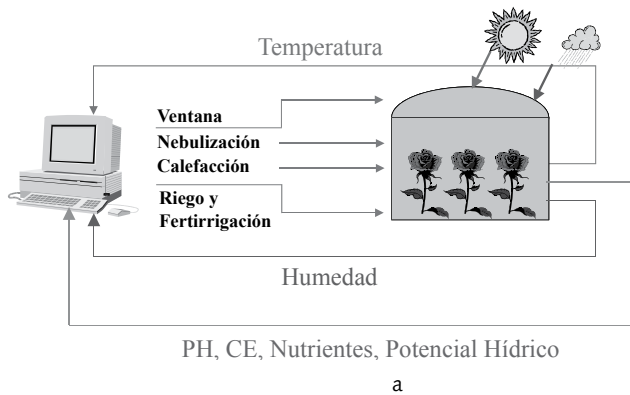 Temperatura
Ventana
Nebulización
Calefacción
Riego y
Fertirrigación
Humedad
PH, CE, Nutrientes, Potencial Hídrico
a